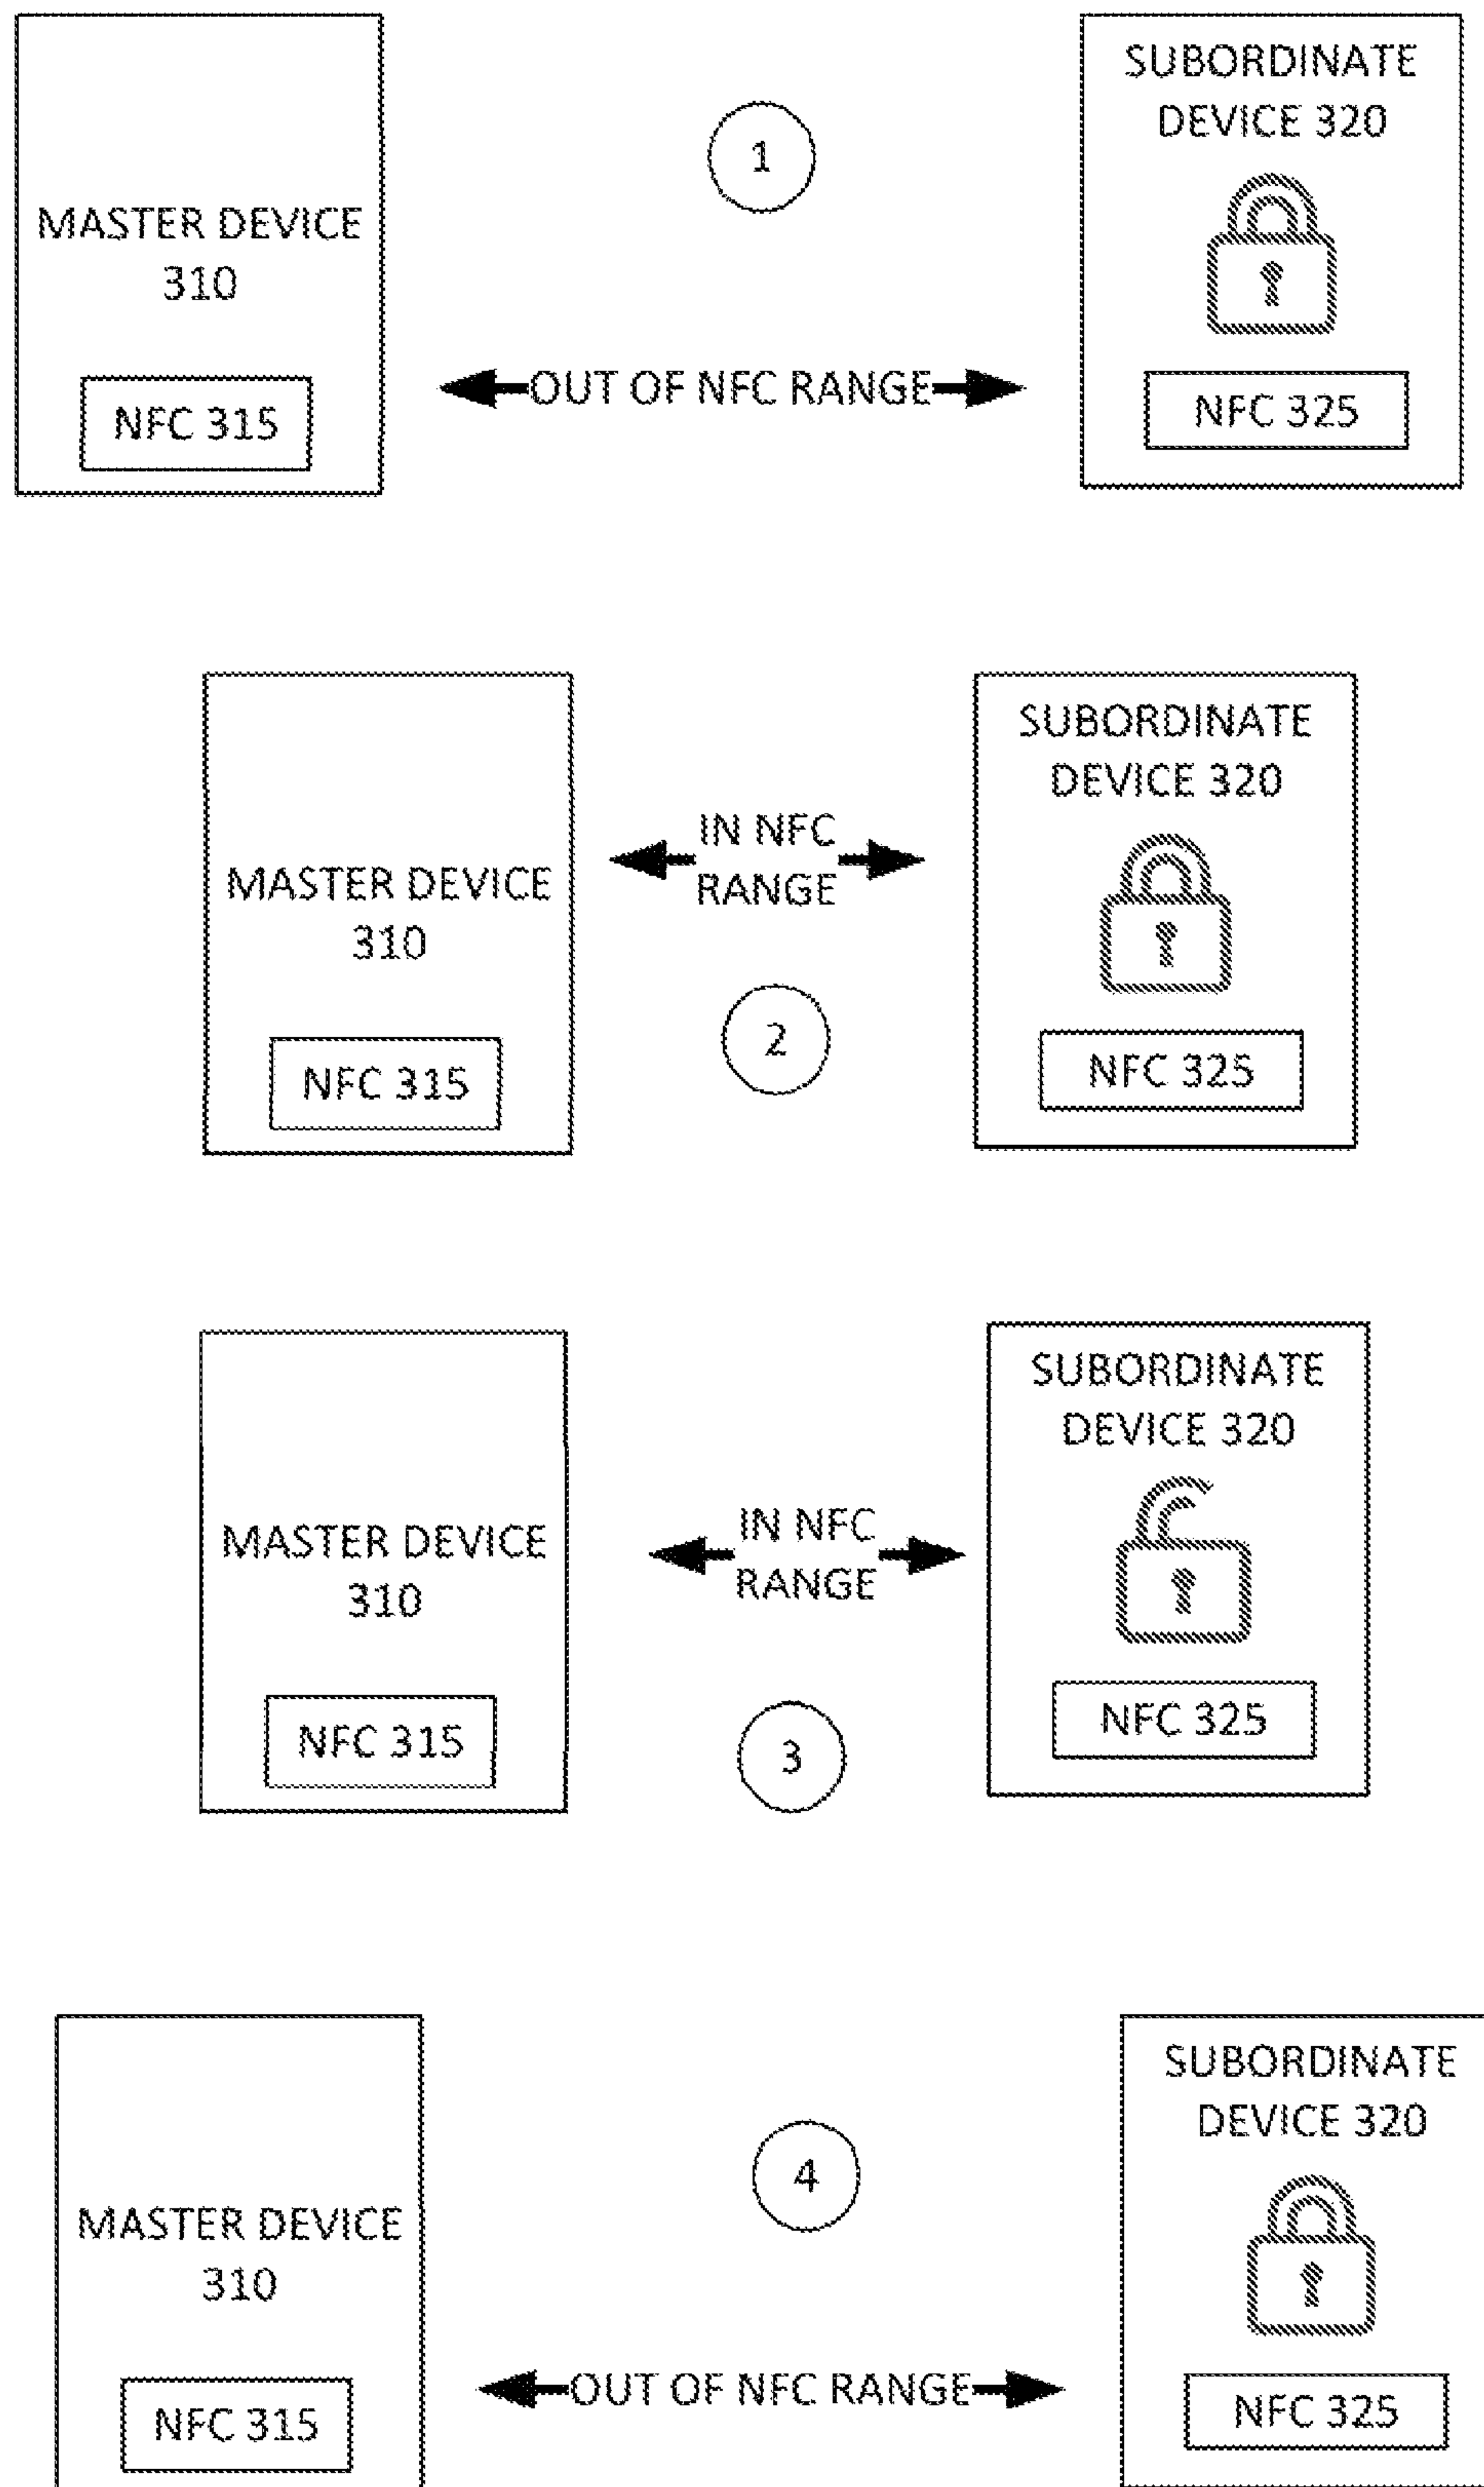 SUBORDINATE
DEVICE 320
1
MASTER DEVICE
310
OUT OF NFC RANGE
NFC 315
NFC 325
SUBORDINATE
DEVICE 320
IN NFC
RANGE
MASTER DEVICE
310
2
NFC 315
NFC 325
SUBORDINATE
DEVICE 320
IN NFC
RANGE
MASTER DEVICE
310
NFC 315
NFC 325
3
SUBORDINATE
DEVICE 320
4
MASTER DEVICE
310
OUT OF NFC RANGE
NFC 315
NFC 325